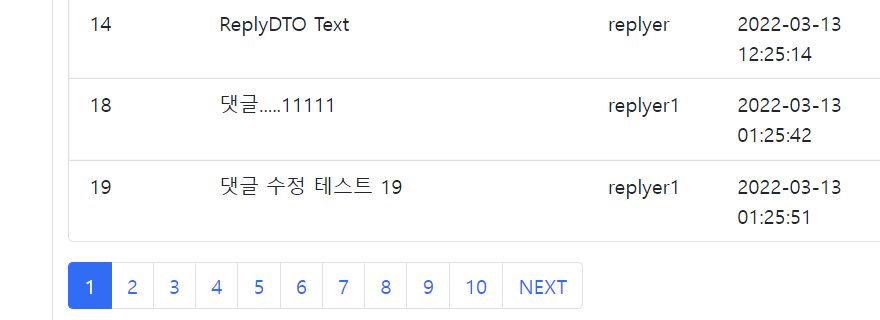 14 ReplyDTO Text replyer 2022-03-13
12:25:14
18 댓글.....11111 replyer1 2022-03-13
01:25:42
19 댓글 수정 테스트 19 replyer1 2022-03-13
01:25:51
1 2 3 4 5 6 7 8 9 10 NEXT